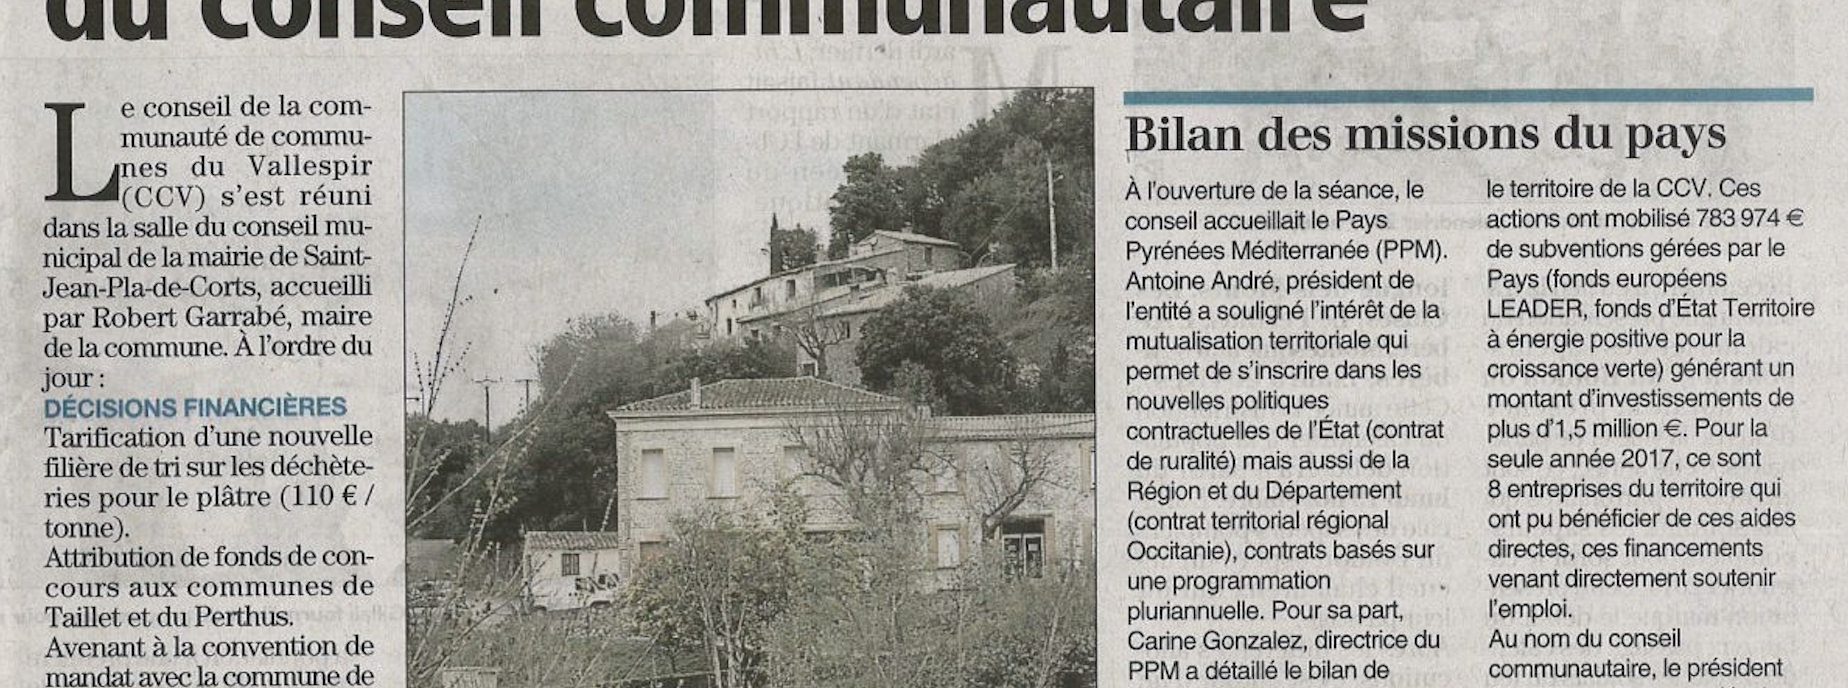 du conseil communautaire
Le conseil de la com-
munauté de commu-
nes du Vallespir
(CCV) s'est réuni
dans la salle du conseil mu-
nicipal de la mairie de Saint-
Jean-Pla-de-Corts, accueilli
par Robert Garrabé, maire
de la commune. À l'ordre du
jour :
DÉCISIONS FINANCIÈRES
Tarification d'une nouvelle
filière de tri sur les déchète-
ries pour le plâtre (110 € /
tonne).
Attribution de fonds de con-
cours aux communes de
Taillet et du Perthus.
Avenant à la convention de
mandat avec la commune de
Bilan des missions du pays
À l'ouverture de la séance, le
conseil accueillait le Pays
Pyrénées Méditerranée (PPM).
Antoine André, président de
l'entité a souligné l'intérêt de la
mutualisation territoriale qui
permet de s'inscrire dans les
nouvelles politiques
contractuelles de l'État (contrat
de ruralité) mais aussi de la
Région et du Département
(contrat territorial régional
Occitanie), contrats basés sur
une programmation
pluriannuelle. Pour sa part,
Carine Gonzalez, directrice du
PPM a détaillé le bilan de
le territoire de la CCV. Ces
actions ont mobilisé 783 974 €
de subventions gérées par le
Pays (fonds européens
LEADER, fonds d'État Territoire
à énergie positive pour la
croissance verte) générant un
montant d'investissements de
plus d'1,5 million €. Pour la
seule année 2017, ce sont
8 entreprises du territoire qui
ont pu bénéficier de ces aides
directes, ces financements
venant directement soutenir
l'emploi.
Au nom du conseil
communautaire, le président